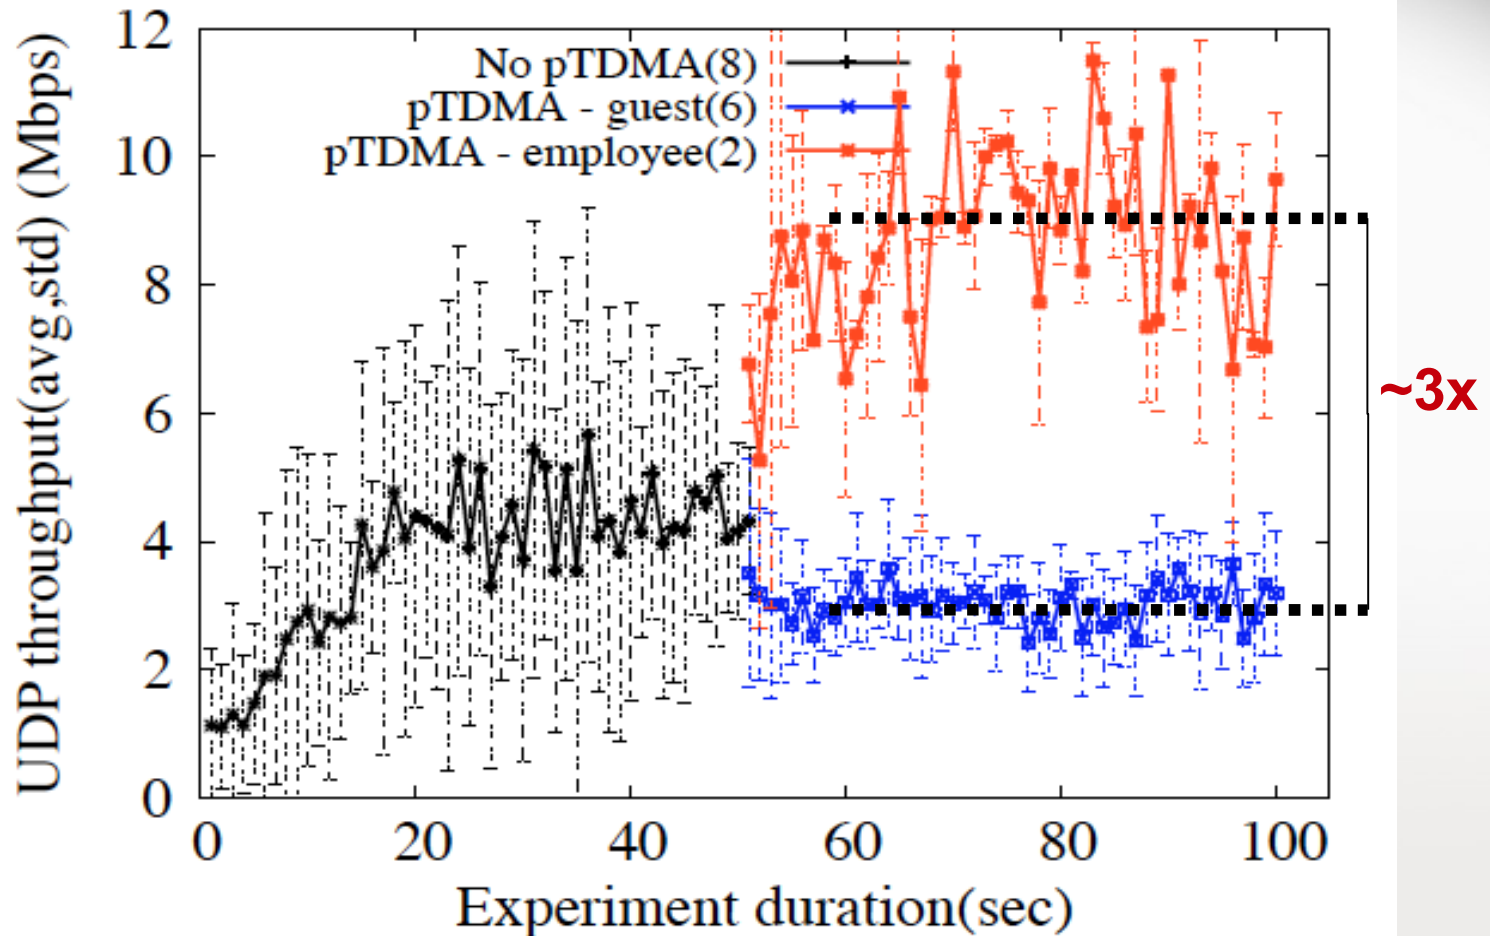 UDP throughput(avg,std) (Mbps)
12
10
8
6
4
2
0
No pTDMA(8)
pTDMA - guest(6)
pTDMA - employee(2)
~3x
0 20 40 60 80 100
Experiment duration(sec)